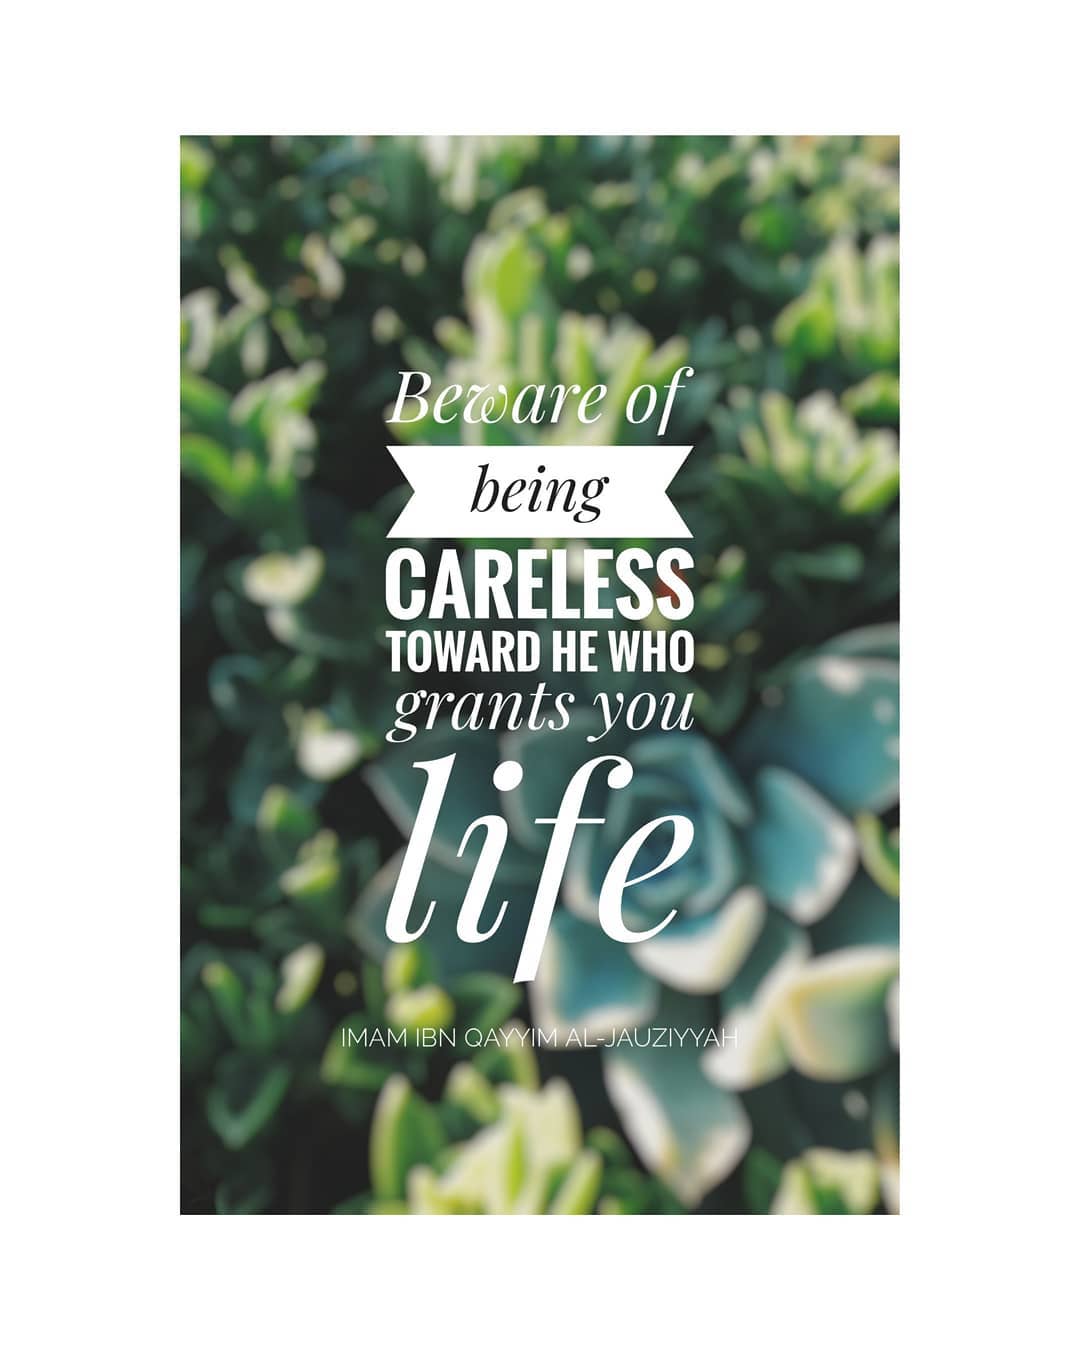 Beware of
being
CARELESS
TOWARD HE WHO
grants you
life
IMAM IBN QAYYIM AL-JAUZIYYAH